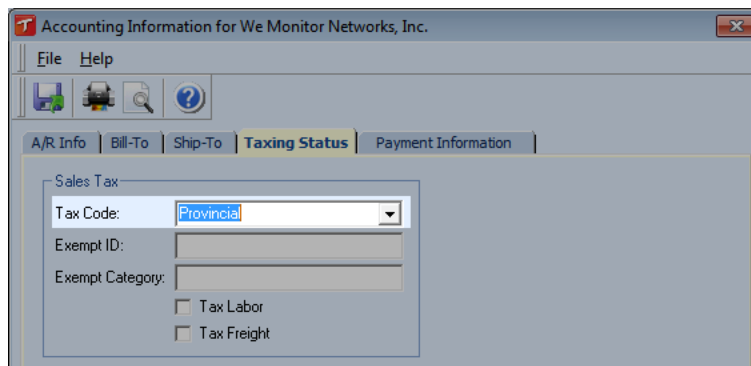 Accounting Information for We Monitor Networks, Inc.
File Help
A/R Info Bill-To Ship-To Taxing Status Payment Information
Sales Tax
Tax Code: Provincial
Exempt ID:
Exempt Category:
Tax Labor
Tax Freight